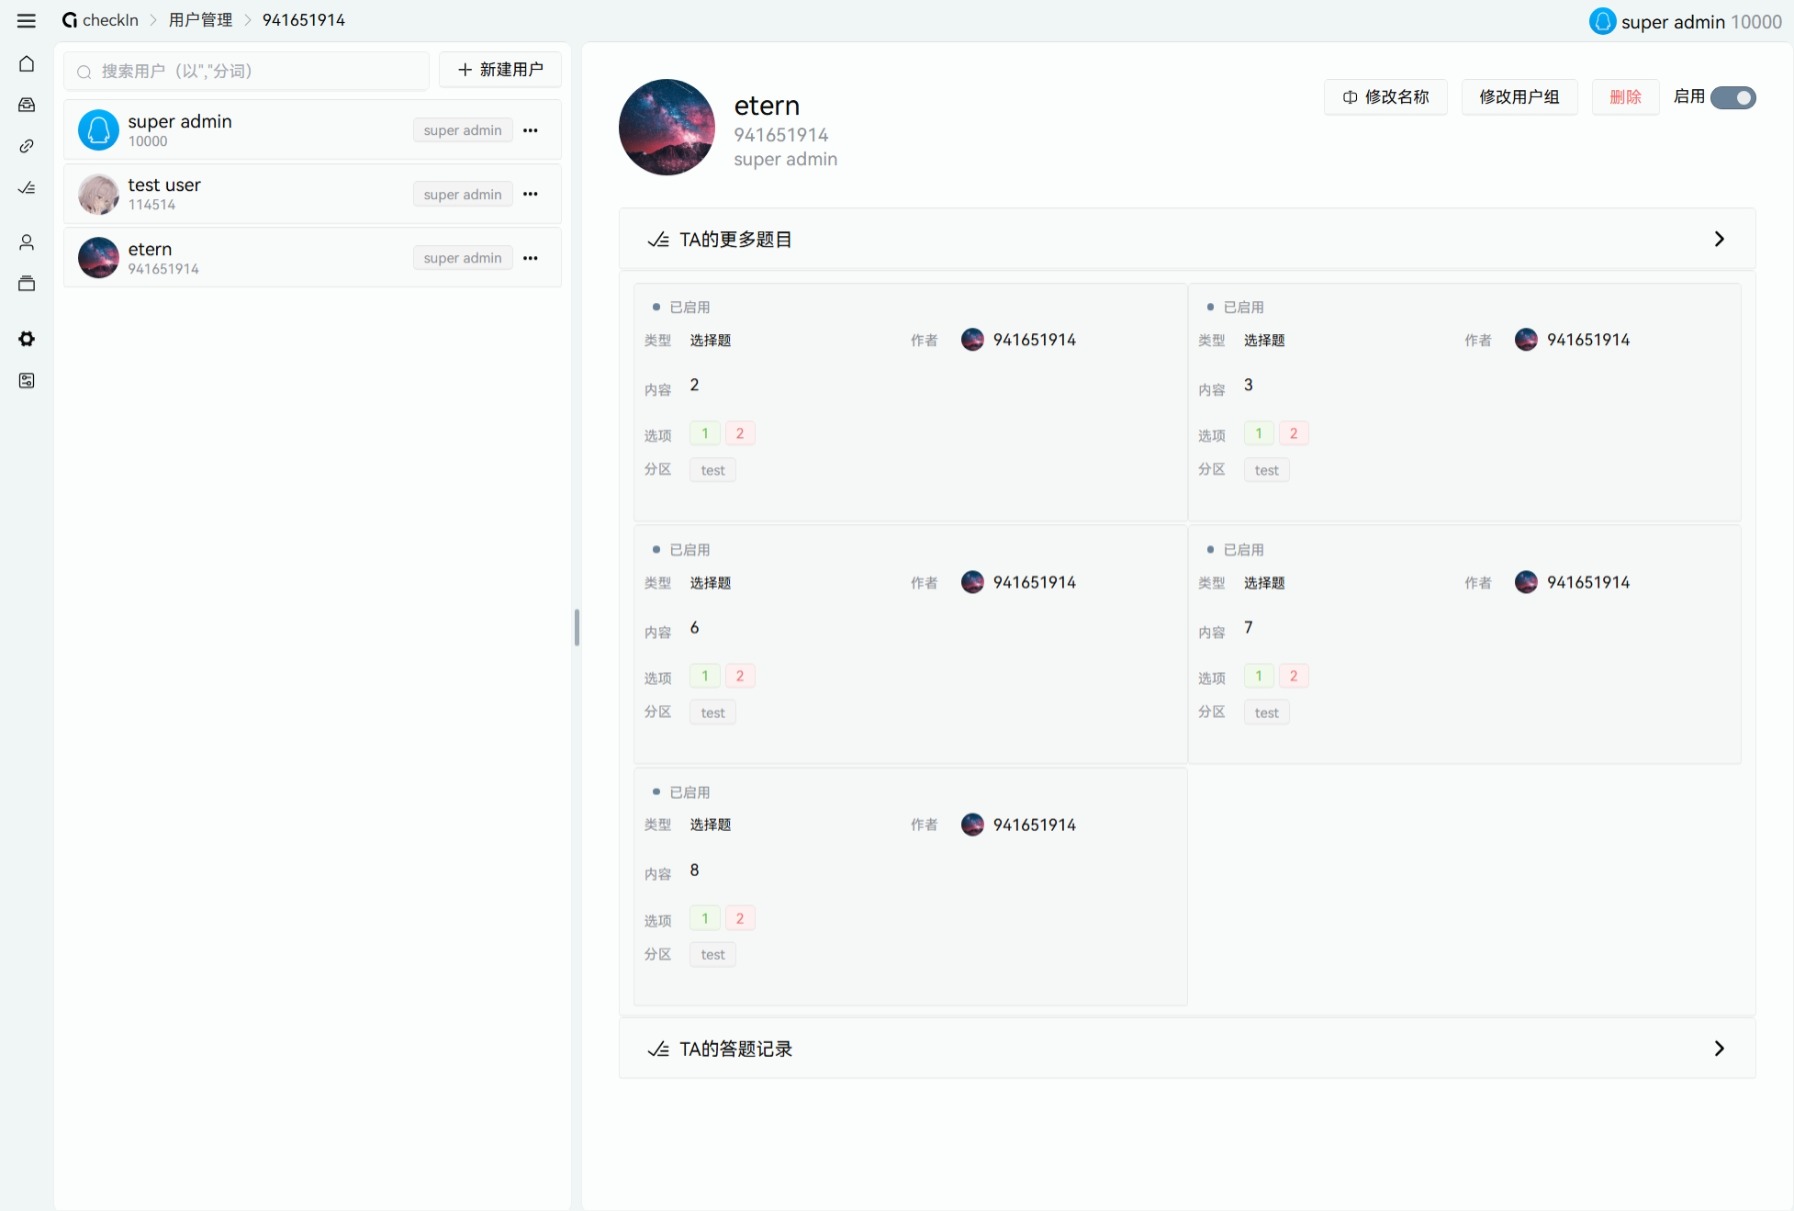 checkIn > 用户管理 > 941651914
super admin 10000
搜索用户（以","分词）
新建用户
super admin
10000
super admin
test user
114514
super admin
etern
941651914
super admin
etern
941651914
super admin
修改名称
修改用户组
删除
启用
TA的更多题目
已启用
类型 选择题 作者 941651914
内容 2
选项 1 2
分区 test
已启用
类型 选择题 作者 941651914
内容 3
选项 1 2
分区 test
已启用
类型 选择题 作者 941651914
内容 6
选项 1 2
分区 test
已启用
类型 选择题 作者 941651914
内容 7
选项 1 2
分区 test
已启用
类型 选择题 作者 941651914
内容 8
选项 1 2
分区 test
TA的答题记录